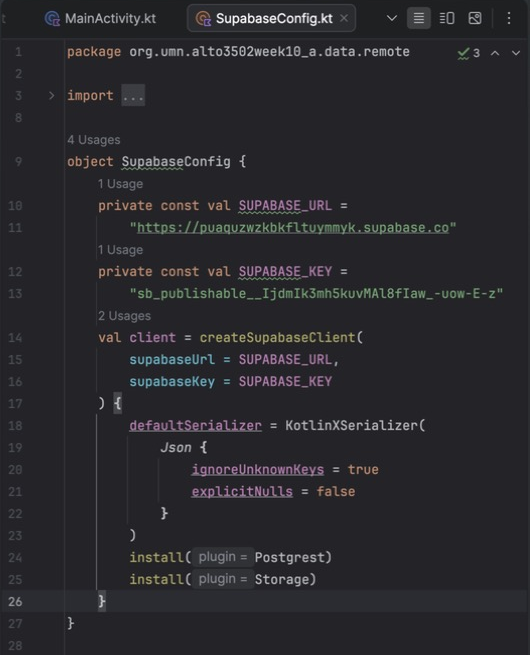 MainActivity.kt SupabaseConfig.kt
1 package org.umn.alto3502week10_a.data.remote 3
2
3 import ...
8
4 Usages
9 object SupabaseConfig {
1 Usage
10 private const val SUPABASE_URL =
11 "https://puaquzwzkbkfltuymmyk.supabase.co"
1 Usage
12 private const val SUPABASE_KEY =
13 "sb_publishable__IjdmIk3mh5kuvMAl8fIaw_-uow-E-z"
2 Usages
14 val client = createSupabaseClient(
15 supabaseUrl = SUPABASE_URL,
16 supabaseKey = SUPABASE_KEY
17 ) {
18 defaultSerializer = KotlinXSerializer(
19 Json {
20 ignoreUnknownKeys = true
21 explicitNulls = false
22 }
23 )
24 install( plugin = Postgrest)
25 install( plugin = Storage)
26 }
27 }
28